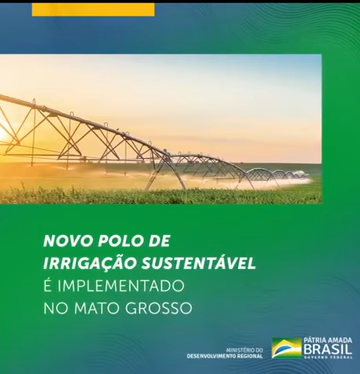 NOVO POLO DE
IRRIGAÇÃO SUSTENTÁVEL
É IMPLEMENTADO
NO MATO GROSSO
MINISTÉRIO DO
DESENVOLVIMENTO REGIONAL
PÁTRIA AMADA
BRASIL
GOVERNO FEDERAL